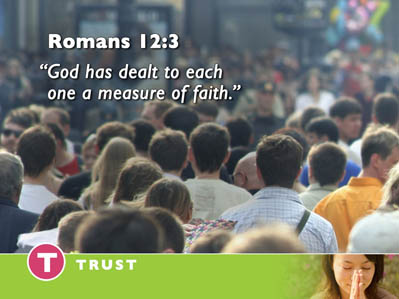 Romans 12:3
“God has dealt to each
one a measure of faith.”
T TRUST